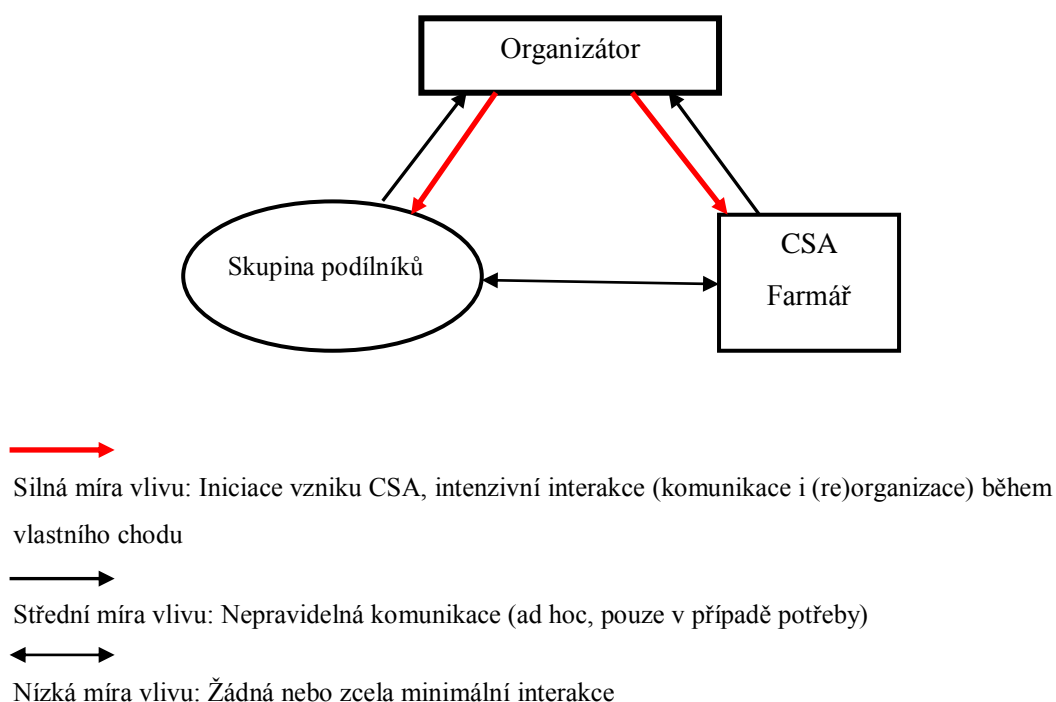 Organizátor
Skupina podílníků
CSA
Farmář
Silná míra vlivu: Iniciace vzniku CSA, intenzivní interakce (komunikace i (re)organizace) během
vlastního chodu
Střední míra vlivu: Nepravidelná komunikace (ad hoc, pouze v případě potřeby)
Nízká míra vlivu: Žádná nebo zcela minimální interakce